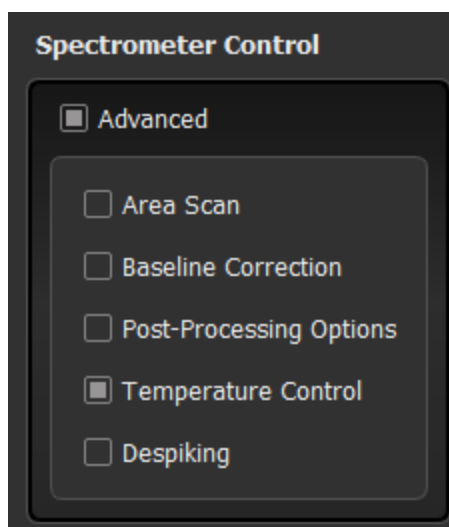 Spectrometer Control
Advanced
Area Scan
Baseline Correction
Post-Processing Options
Temperature Control
Despiking